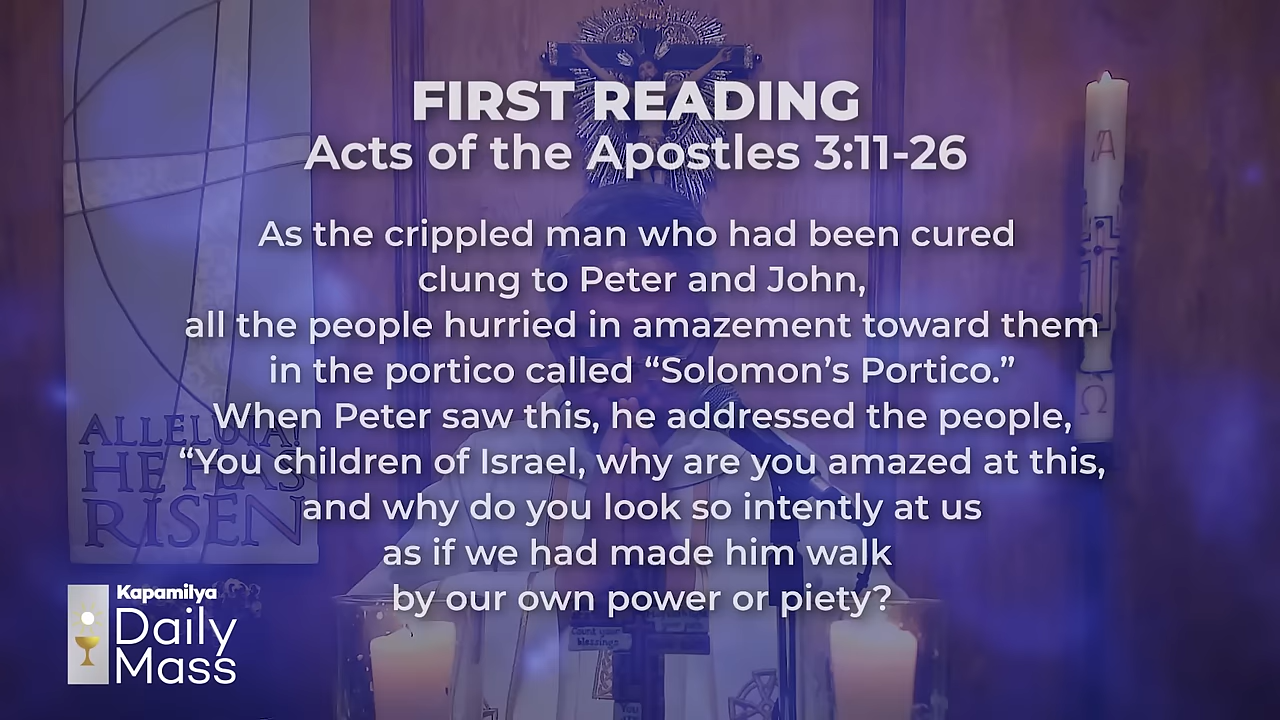 FIRST READING
Acts of the Apostles 3:11-26
As the crippled man who had been cured
clung to Peter and John,
all the people hurried in amazement toward them
in the portico called “Solomon’s Portico.”
When Peter saw this, he addressed the people,
“You children of Israel, why are you amazed at this,
and why do you look so intently at us
as if we had made him walk
by our own power or piety?
ALLELUIA!
HE HAS
RISEN
A
Ω
Kapamilya
Daily
Mass
Count your
blessings
You